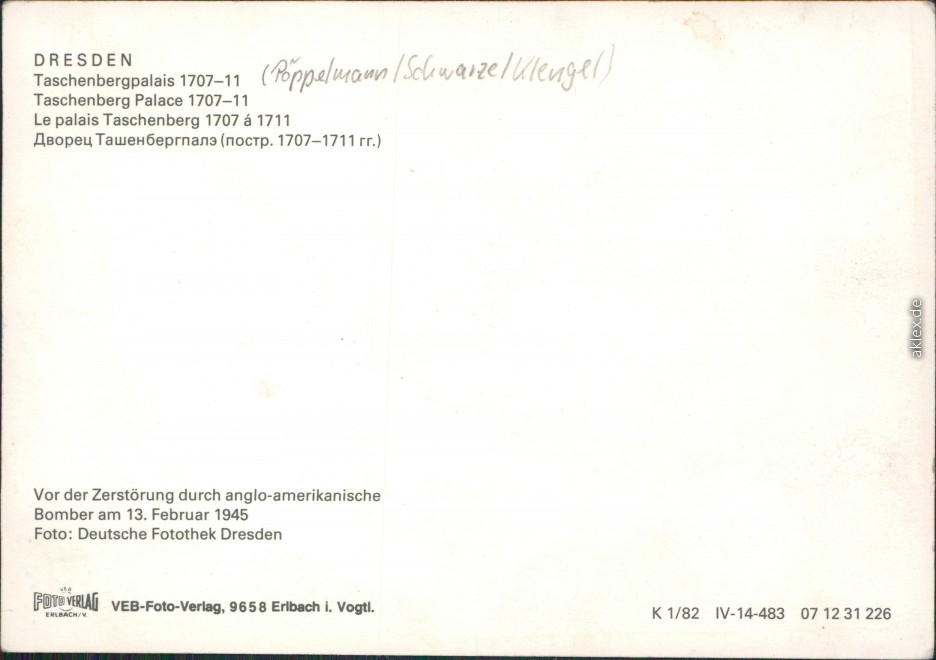 DRESDEN
Taschenbergpalais 1707–11 (Pöppelmann/Schwarze/Klengel)
Taschenberg Palace 1707–11
Le palais Taschenberg 1707 á 1711
Дворец Ташенбергпалэ (постр. 1707–1711 гг.)
Vor der Zerstörung durch anglo-amerikanische
Bomber am 13. Februar 1945
Foto: Deutsche Fotothek Dresden
VEB
FOTO VERLAG
ERLBACH/V.
VEB-Foto-Verlag, 9658 Erlbach i. Vogtl.
K 1/82 IV-14-483 07 12 31 226
aklex.de